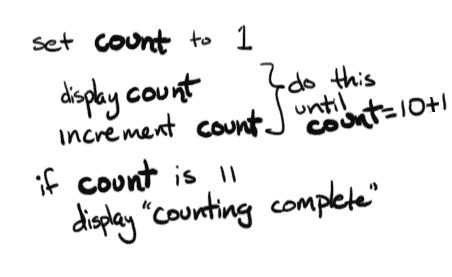 set count to 1
display count
increment count
do this
until
count=10+1
if count is 11
display "counting complete"